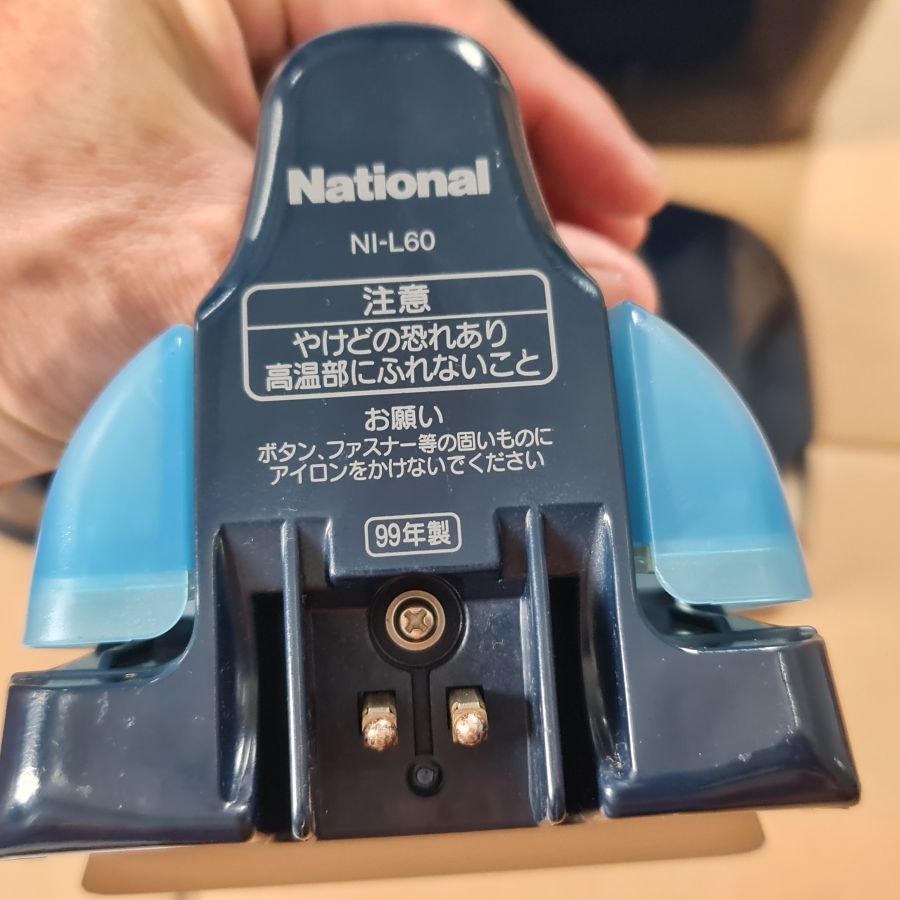 National
NI-L60
注意
やけどの恐れあり
高温部にふれないこと
お願い
ボタン、ファスナー等の固いものに
アイロンをかけないでください
99年製